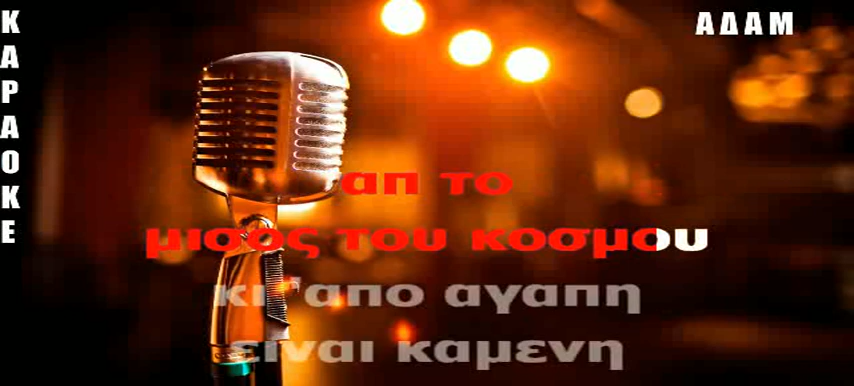 ΚΑΡΑΟΚΕ
ΑΔΑΜ
απ το
μισος του κοσμου
κι 'απο αγαπη
ειναι καμενη